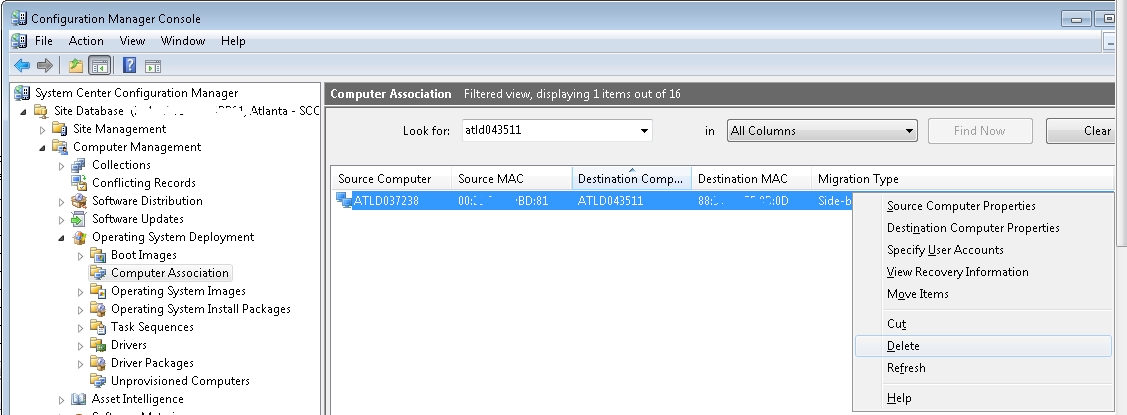 Configuration Manager Console
File Action View Window Help
System Center Configuration Manager
Site Database Atlanta - SCC
Site Management
Computer Management
Collections
Conflicting Records
Software Distribution
Software Updates
Operating System Deployment
Boot Images
Computer Association
Operating System Images
Operating System Install Packages
Task Sequences
Drivers
Driver Packages
Unprovisioned Computers
Asset Intelligence
Computer Association Filtered view, displaying 1 items out of 16
Look for: atld043511 in All Columns Find Now Clear
Source Computer Source MAC Destination Comp... Destination MAC Migration Type
ATLD037238 00: BD:81 ATLD043511 88: 0D Side-b
Source Computer Properties
Destination Computer Properties
Specify User Accounts
View Recovery Information
Move Items
Cut
Delete
Refresh
Help